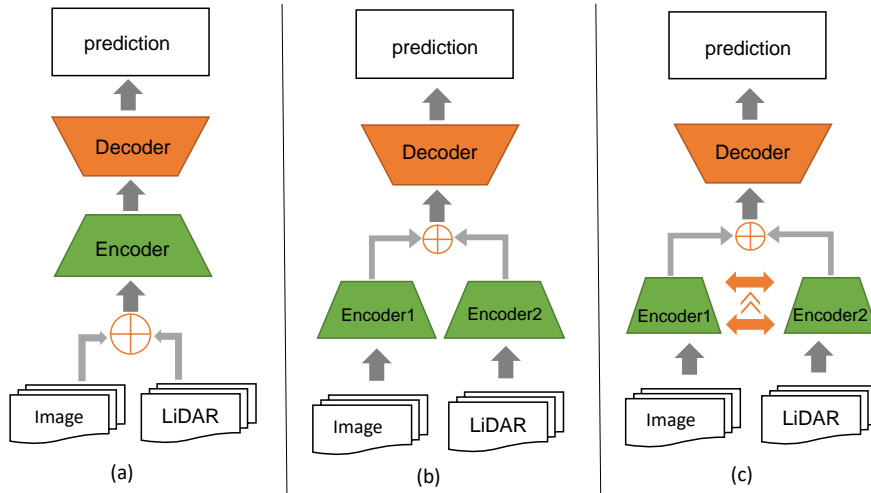 prediction
Decoder
Encoder
Image
LiDAR
(a)
prediction
Decoder
Encoder1
Encoder2
Image
LiDAR
(b)
prediction
Decoder
Encoder1
Encoder2
Image
LiDAR
(c)